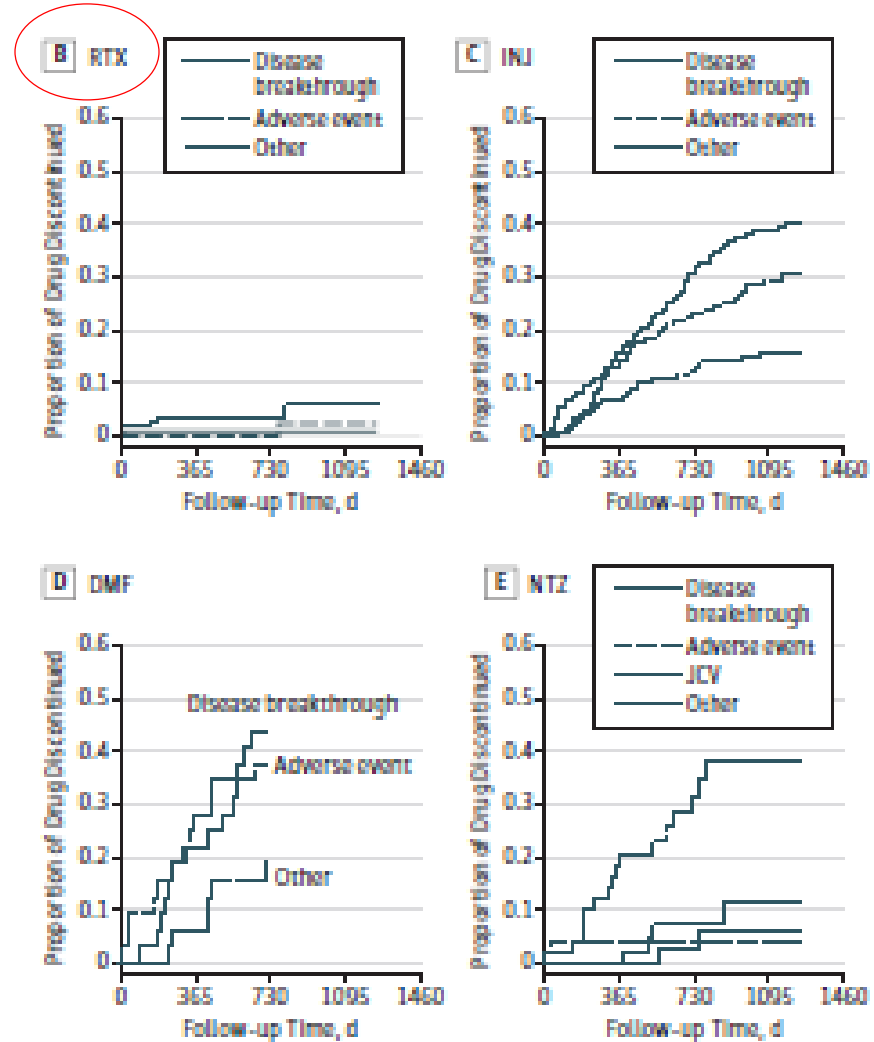 B RTX
Disease
breakthrough
Adverse event
Other
Proportion of Drug Discontinued
0.6
0.5
0.4
0.3
0.2
0.1
0
0 365 730 1095 1460
Follow-up Time, d
C INJ
Disease
breakthrough
Adverse event
Other
Proportion of Drug Discontinued
0.6
0.5
0.4
0.3
0.2
0.1
0
0 365 730 1095 1460
Follow-up Time, d
D DMF
Proportion of Drug Discontinued
0.6
0.5
0.4
0.3
0.2
0.1
0
Disease breakthrough
Adverse event
Other
0 365 730 1095 1460
Follow-up Time, d
E NTZ
Disease
breakthrough
Adverse event
JCV
Other
Proportion of Drug Discontinued
0.6
0.5
0.4
0.3
0.2
0.1
0
0 365 730 1095 1460
Follow-up Time, d